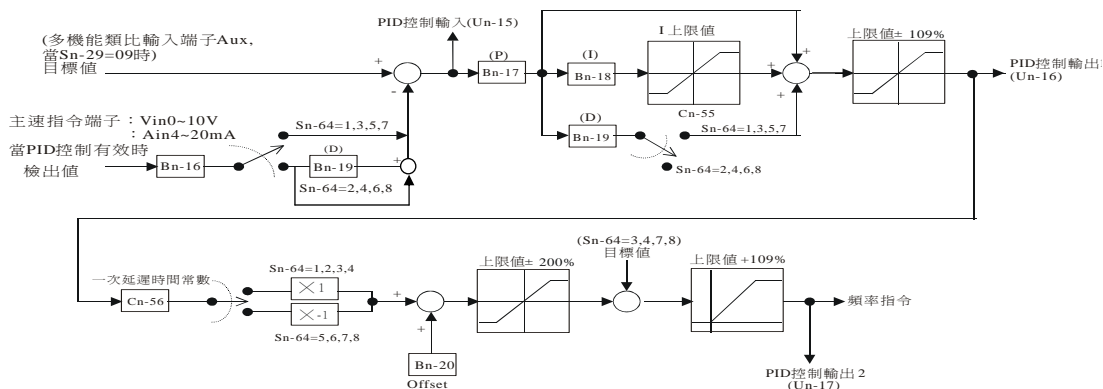 PID控制輸入(Un-15)
(多機能類比輸入端子Aux,
當Sn-29=09時)
目標值
+
-
(P)
Bn-17
(I)
Bn-18
I 上限值
Cn-55
+
+
+
上限值± 109%
PID控制輸出
(Un-16)
(D)
Bn-19
Sn-64=1,3,5,7
Sn-64=2,4,6,8
主速指令端子：Vin0~10V
：Ain4~20mA
當PID控制有效時
檢出值
Bn-16
Sn-64=1,3,5,7
(D)
Bn-19
+
-
Sn-64=2,4,6,8
一次延遲時間常數
Cn-56
Sn-64=1,2,3,4
×1
×-1
Sn-64=5,6,7,8
+
+
Bn-20
Offset
上限值± 200%
(Sn-64=3,4,7,8)
目標值
上限值+109%
頻率指令
PID控制輸出2
(Un-17)